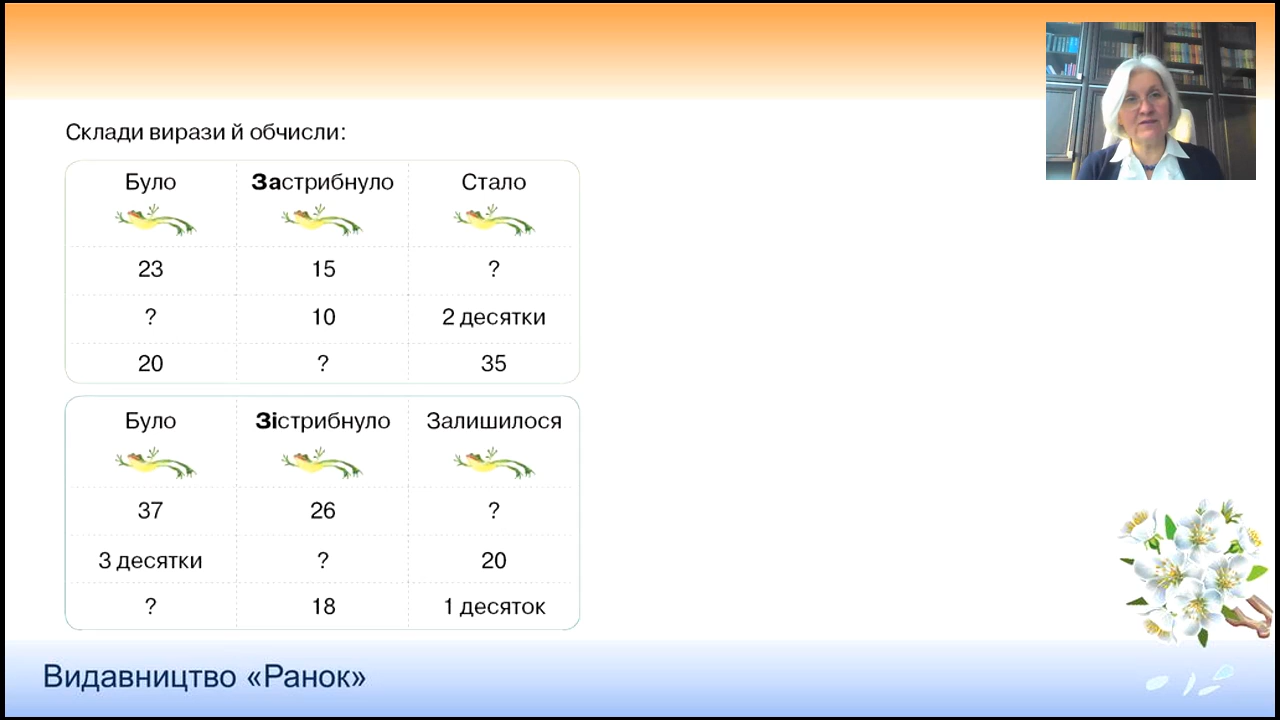 Склади вирази й обчисли:
Було Застрибнуло Стало
23 15 ?
? 10 2 десятки
20 ? 35
Було Зістрибнуло Залишилося
37 26 ?
3 десятки ? 20
? 18 1 десяток
Видавництво «Ранок»